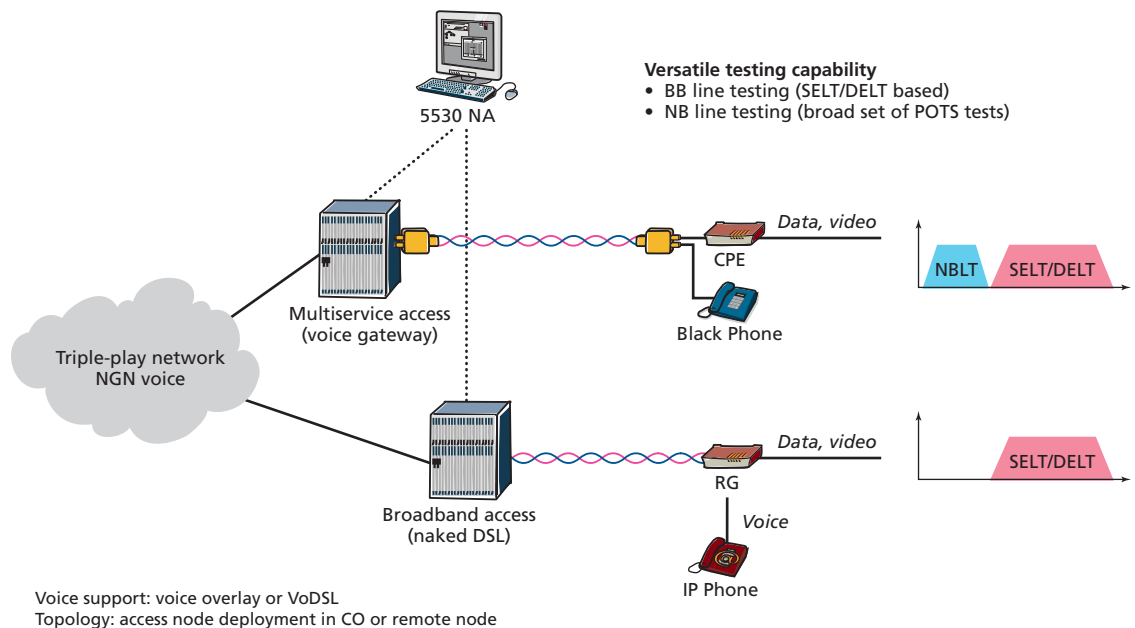 5530 NA
Versatile testing capability
• BB line testing (SELT/DELT based)
• NB line testing (broad set of POTS tests)
Data, video
CPE
NBLT
SELT/DELT
Multiservice access
(voice gateway)
Black Phone
Triple-play network
NGN voice
Data, video
RG
SELT/DELT
Broadband access
(naked DSL)
Voice
IP Phone
Voice support: voice overlay or VoDSL
Topology: access node deployment in CO or remote node